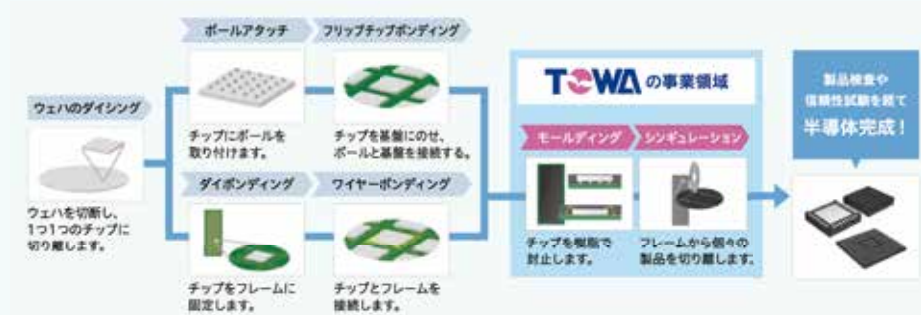 ウェハのダイシング
ウェハを切断し、
1つ1つのチップに
切り離します。
ボールアタッチ
チップにボールを
取り付けます。
フリップチップボンディング
チップを基盤にのせ、
ボールと基盤を接続する。
ダイボンディング
チップをフレームに
固定します。
ワイヤーボンディング
チップとフレームを
接続します。
TOWAの事業領域
モールディング
チップを樹脂で
封止します。
シンギュレーション
フレームから個々の
製品を切り離します。
製品検査や
信頼性試験を経て
半導体完成!